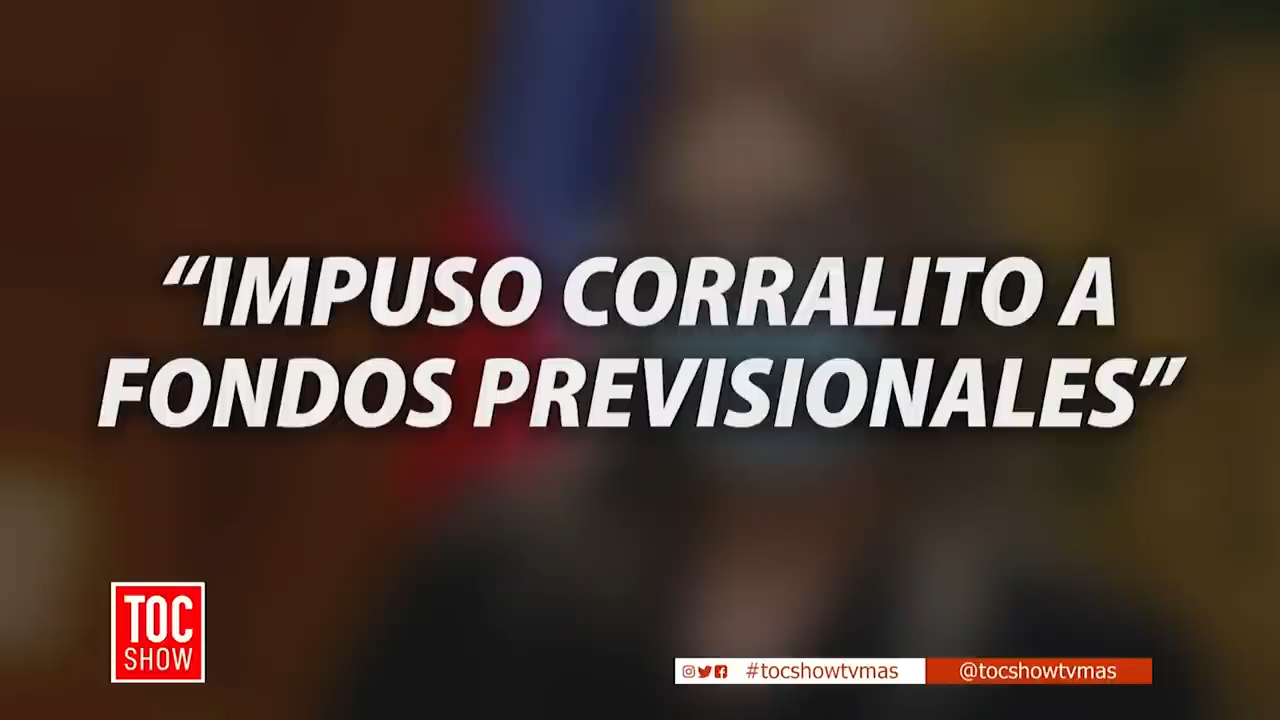 “IMPUSO CORRALITO A
FONDOS PREVISIONALES”
TOC
SHOW
#tocshowtvmas
@tocshowtvmas